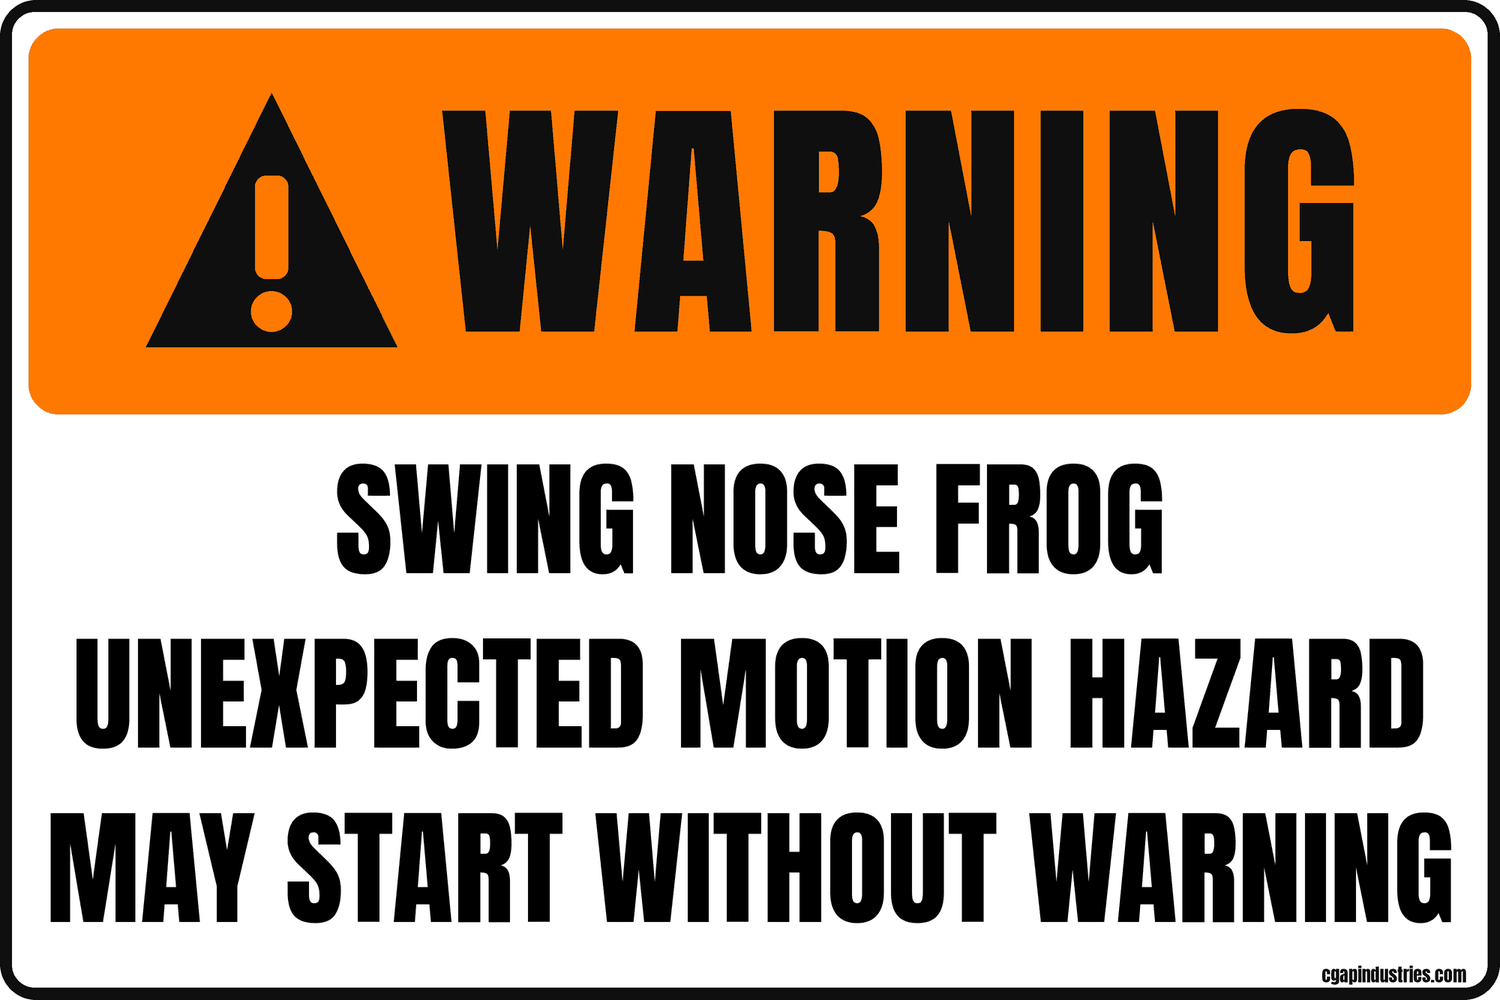 WARNING
SWING NOSE FROG
UNEXPECTED MOTION HAZARD
MAY START WITHOUT WARNING
cgapindustries.com